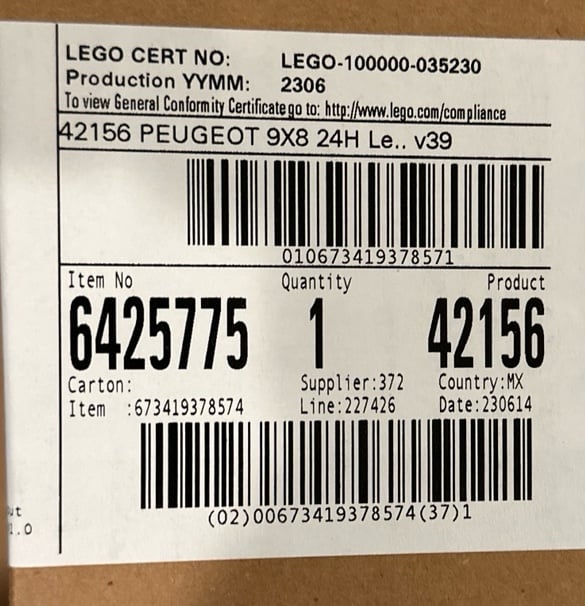 LEGO CERT NO: LEGO-100000-035230
Production YYMM: 2306
To view General Conformity Certificate go to: http://www.lego.com/compliance
42156 PEUGEOT 9X8 24H Le.. v39
010673419378571
Item No Quantity Product
6425775 1 42156
Carton: Supplier:372 Country:MX
Item :673419378574 Line:227426 Date:230614
(02)00673419378574(37)1